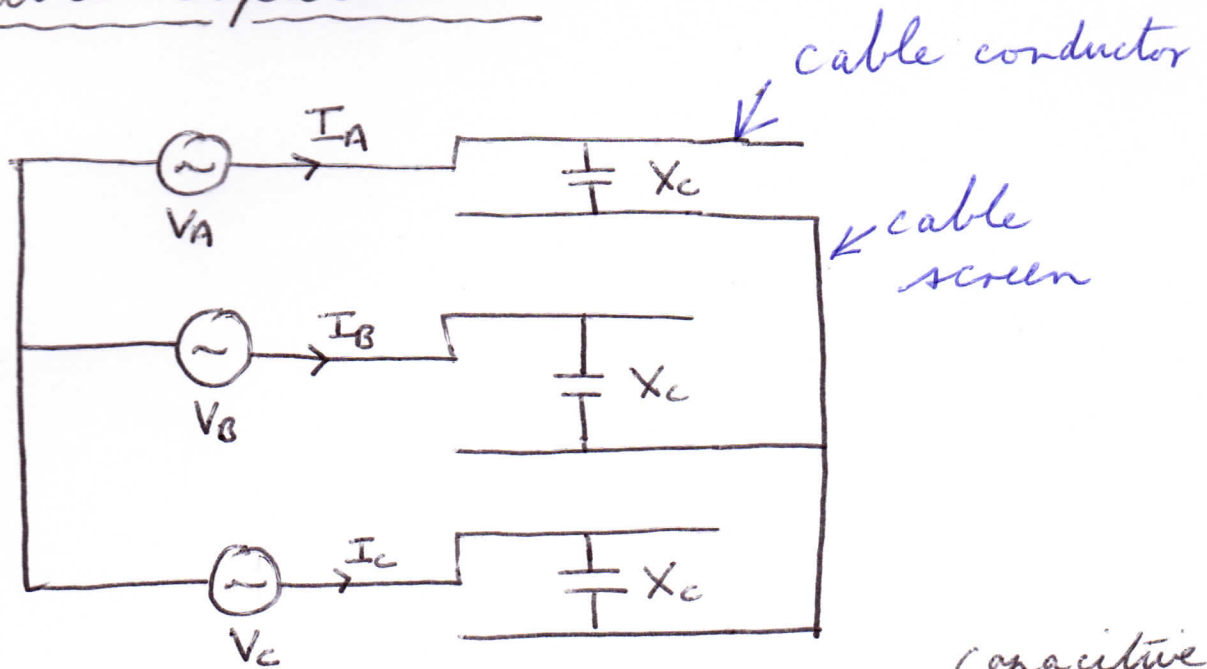 cable conductor
I_A
X_C
V_A
cable
screen
I_B
X_C
V_B
I_C
X_C
V_C
capacitive